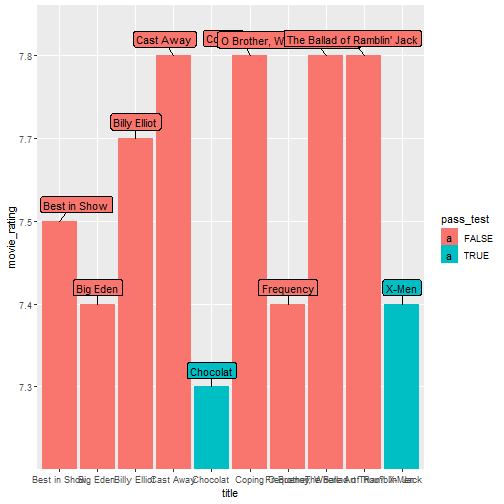 7.8
7.7
7.5
7.4
7.3
movie_rating
Best in Show
Big Eden
Billy Elliot
Cast Away
Chocolat
Co
O Brother, W
Frequency
The Ballad of Ramblin' Jack
X-Men
Best in Show
Big Eden
Billy Elliot
Cast Away
Chocolat
Coping
title
pass_test
a FALSE
a TRUE